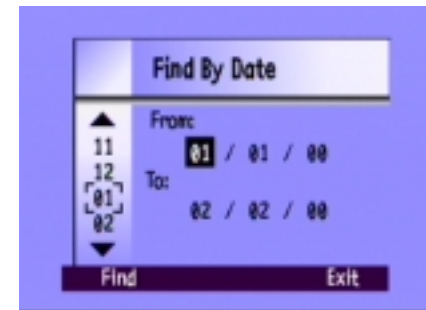 Find By Date
From:
01 / 01 / 00
To:
02 / 02 / 00
11
12
01
02
Find Exit